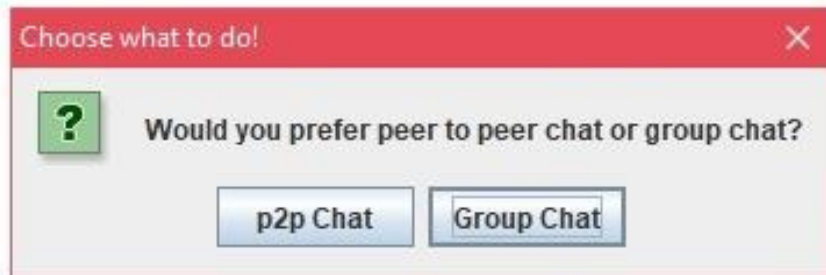 Choose what to do!
?
Would you prefer peer to peer chat or group chat?
p2p Chat
Group Chat